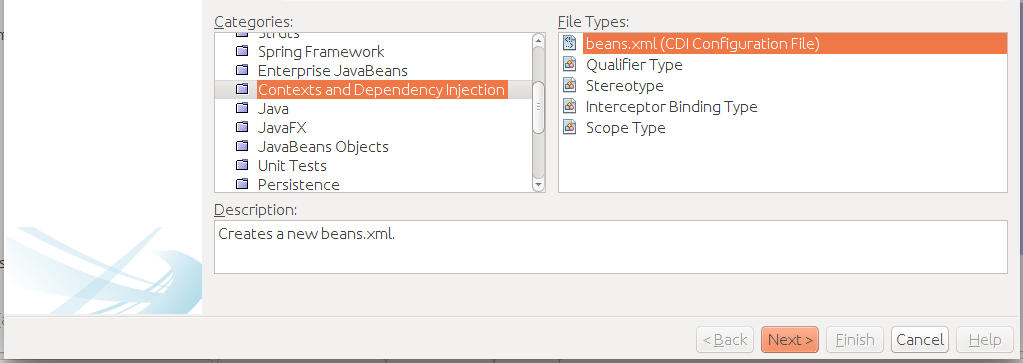 Categories:
Struts
Spring Framework
Enterprise JavaBeans
Contexts and Dependency Injection
Java
JavaFX
JavaBeans Objects
Unit Tests
Persistence
File Types:
beans.xml (CDI Configuration File)
Qualifier Type
Stereotype
Interceptor Binding Type
Scope Type
Description:
Creates a new beans.xml.
< Back Next > Finish Cancel Help